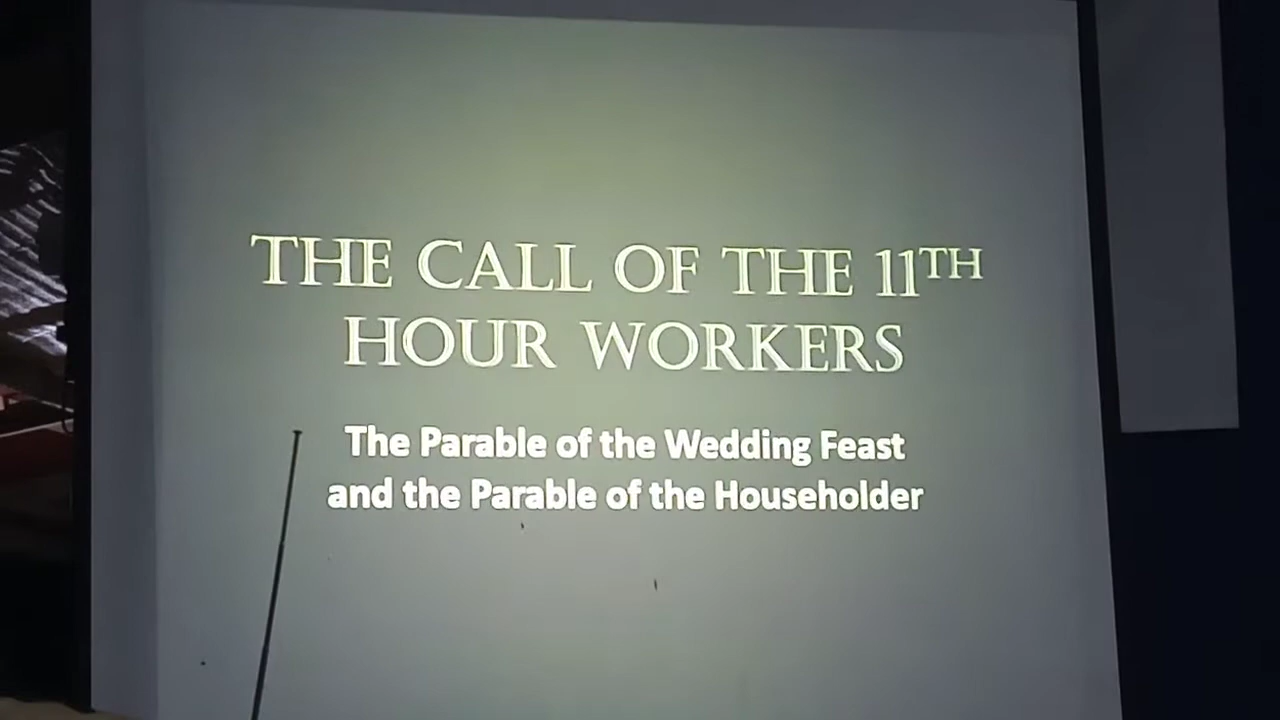 THE CALL OF THE 11TH
HOUR WORKERS
The Parable of the Wedding Feast
and the Parable of the Householder